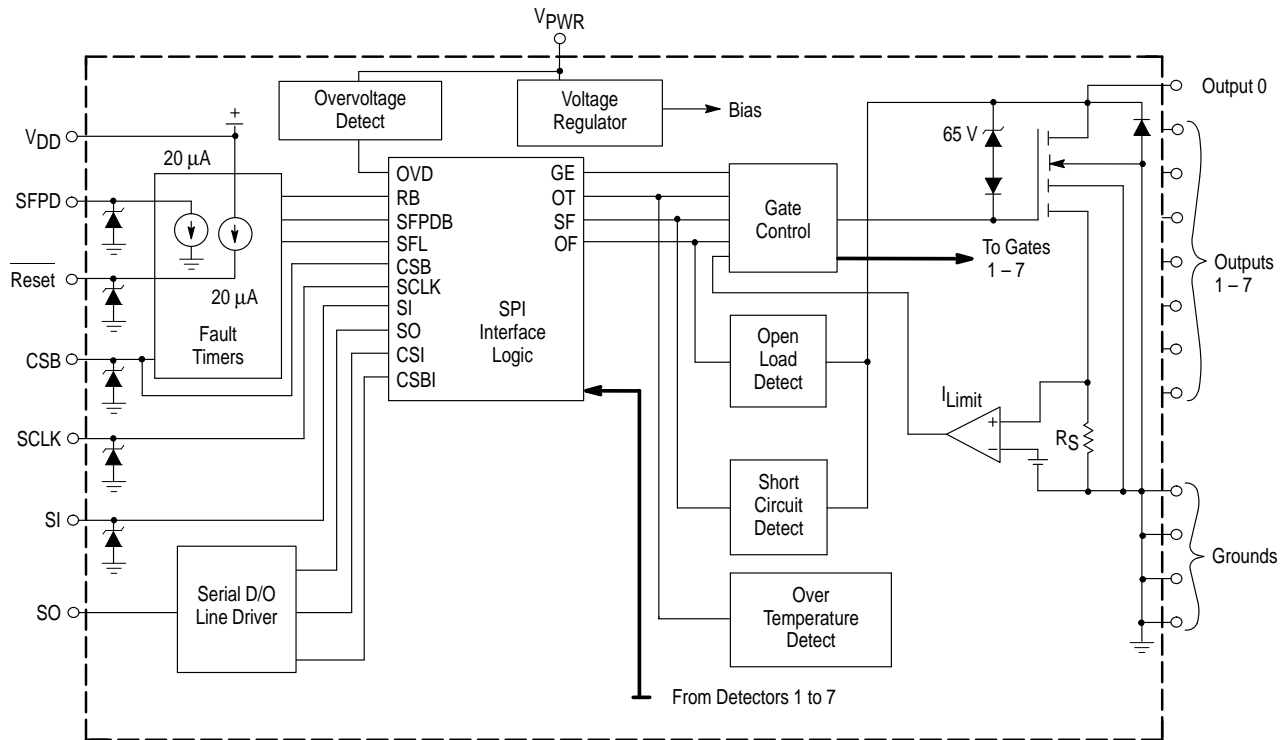 VPWR
Overvoltage
Detect
Voltage
Regulator
Bias
Output 0
+
VDD
20 µA
65 V
SFPD
Reset
20 µA
Fault
Timers
CSB
SCLK
SI
SO
Serial D/O
Line Driver
OVD
RB
SFPDB
SFL
CSB
SCLK
SI
SO
CSI
CSBI
GE
OT
SF
OF
SPI
Interface
Logic
Gate
Control
To Gates
1 – 7
Outputs
1 – 7
Open
Load
Detect
ILimit
+
–
RS
Short
Circuit
Detect
Grounds
Over
Temperature
Detect
From Detectors 1 to 7